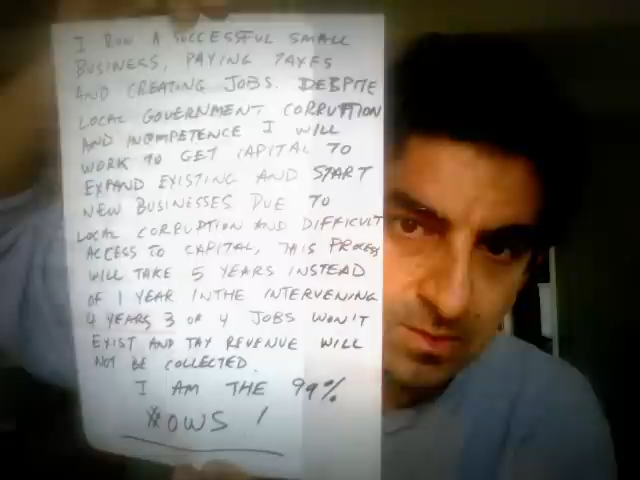 I RUN A SUCCESSFUL SMALL
BUSINESS, PAYING TAXES
AND CREATING JOBS. DESPITE
LOCAL GOVERNMENT CORRUPTION
AND INCOMPETENCE I WILL
WORK TO GET CAPITAL TO
EXPAND EXISTING AND START
NEW BUSINESSES DUE TO
LOCAL CORRUPTION AND DIFFICULT
ACCESS TO CAPITAL, THIS PROCESS
WILL TAKE 5 YEARS INSTEAD
OF 1 YEAR IN THE INTERVENING
4 YEARS 3 OR 4 JOBS WON'T
EXIST AND TAX REVENUE WILL
NOT BE COLLECTED.
I AM THE 99%
#OWS !